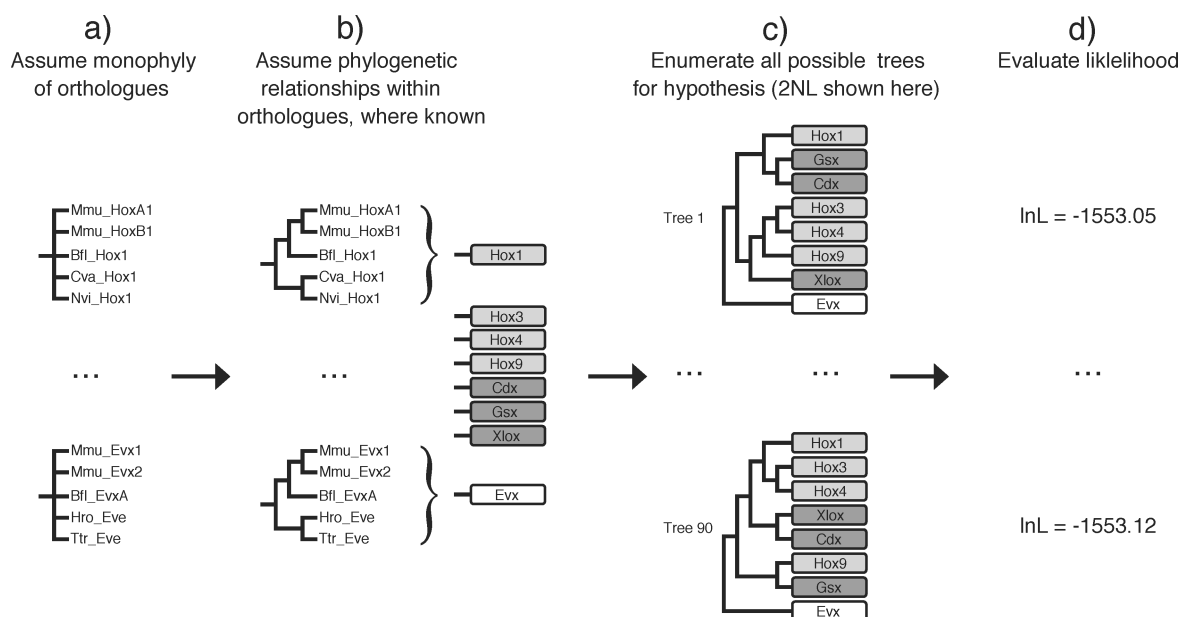 a)
Assume monophyly
of orthologues
b)
Assume phylogenetic
relationships within
orthologues, where known
c)
Enumerate all possible trees
for hypothesis (2NL shown here)
d)
Evaluate liklelihood
Mmu_HoxA1
Mmu_HoxB1
Bfl_Hox1
Cva_Hox1
Nvi_Hox1
...
Mmu_Evx1
Mmu_Evx2
Bfl_EvxA
Hro_Eve
Ttr_Eve
Mmu_HoxA1
Mmu_HoxB1
Bfl_Hox1
Cva_Hox1
Nvi_Hox1
...
Mmu_Evx1
Mmu_Evx2
Bfl_EvxA
Hro_Eve
Ttr_Eve
Hox1
Hox3
Hox4
Hox9
Cdx
Gsx
Xlox
Evx
Tree 1
Hox1
Gsx
Cdx
Hox3
Hox4
Hox9
Xlox
Evx
... ...
Tree 90
Hox1
Hox3
Hox4
Xlox
Cdx
Hox9
Gsx
Evx
lnL = -1553.05
...
lnL = -1553.12